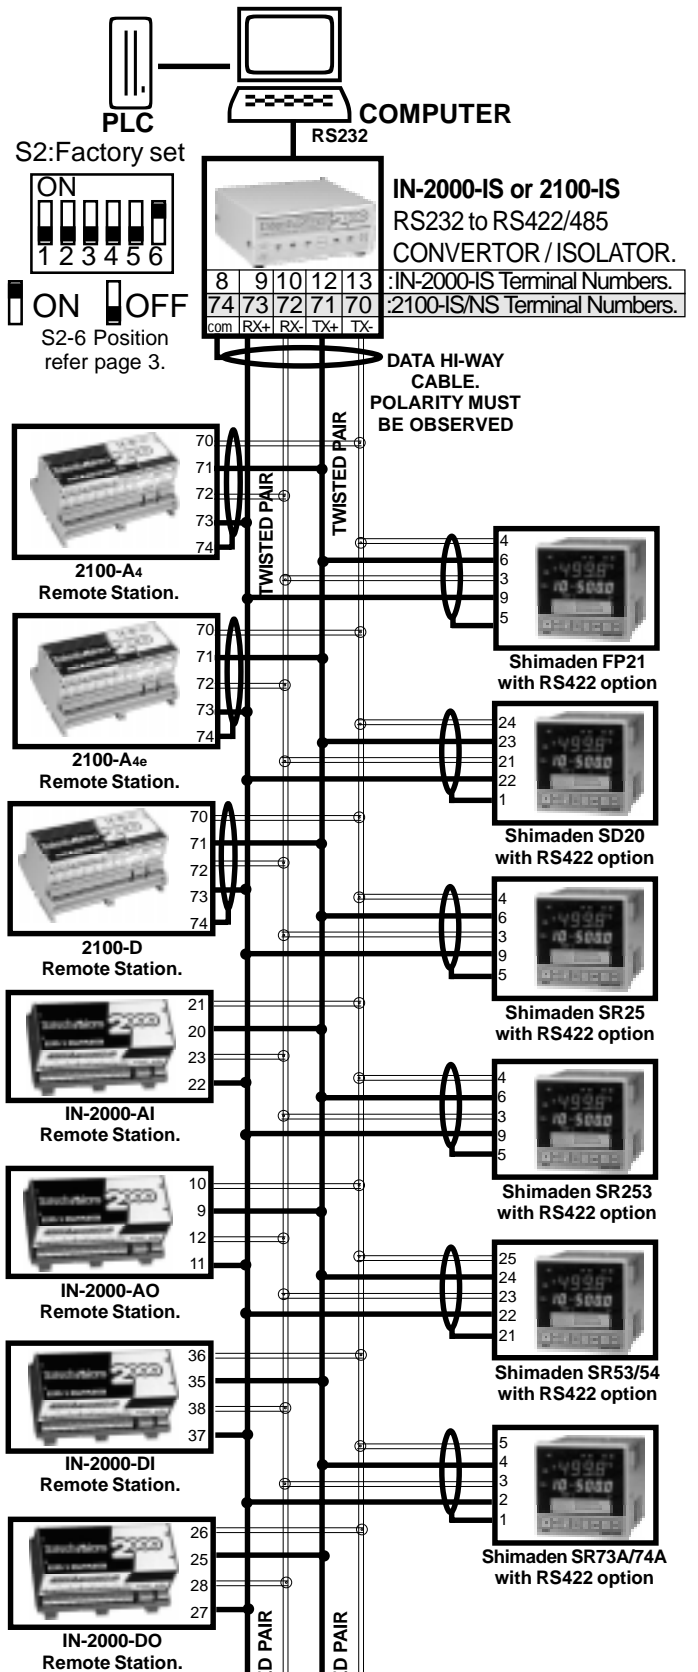 PLC
COMPUTER
RS232
S2:Factory set
ON
1 2 3 4 5 6
ON OFF
S2-6 Position
refer page 3.
IN-2000-IS or 2100-IS
RS232 to RS422/485
CONVERTOR / ISOLATOR.
8 9 10 12 13 :IN-2000-IS Terminal Numbers.
74 73 72 71 70 :2100-IS/NS Terminal Numbers.
com RX+ RX- TX+ TX-
DATA HI-WAY
CABLE.
POLARITY MUST
BE OBSERVED
TWISTED PAIR
TWISTED PAIR
70
71
72
73
74
2100-A4
Remote Station.
4
6
3
9
5
Shimaden FP21
with RS422 option
70
71
72
73
74
2100-A4e
Remote Station.
24
23
21
22
1
Shimaden SD20
with RS422 option
70
71
72
73
74
2100-D
Remote Station.
4
6
3
9
5
Shimaden SR25
with RS422 option
21
20
23
22
IN-2000-AI
Remote Station.
4
6
3
9
5
Shimaden SR253
with RS422 option
10
9
12
11
IN-2000-AO
Remote Station.
25
24
23
22
21
Shimaden SR53/54
with RS422 option
36
35
38
37
IN-2000-DI
Remote Station.
5
4
3
2
1
Shimaden SR73A/74A
with RS422 option
26
25
28
27
IN-2000-DO
Remote Station.
ED PAIR
ED PAIR